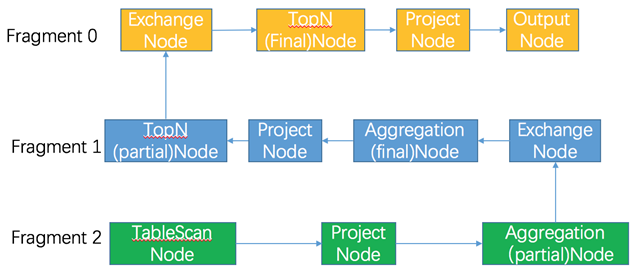 Fragment 0
Exchange
Node
TopN
(Final)Node
Project
Node
Output
Node
Fragment 1
TopN
(partial)Node
Project
Node
Aggregation
(final)Node
Exchange
Node
Fragment 2
TableScan
Node
Project
Node
Aggregation
(partial)Node